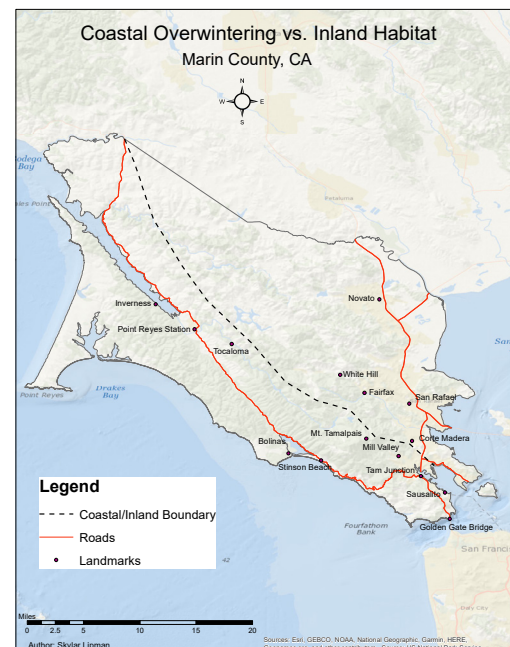 Coastal Overwintering vs. Inland Habitat
Marin County, CA
N
W
E
S
Bodega
Bay
Petaluma
Novato
Inverness
Point Reyes Station
Tocaloma
White Hill
Fairfax
San Rafael
Point Reyes
Drakes
Bay
Mt. Tamalpais
Corte Madera
Mill Valley
Bolinas
Stinson Beach
Tam Junction
Sausalito
Golden Gate Bridge
Fourfathom
Bank
San Francis
42
Legend
Coastal/Inland Boundary
Roads
Landmarks
Miles
0 2.5 5 10 15 20
Author: Skylar Lipman
Sources: Esri, GEBCO, NOAA, National Geographic, Garmin, HERE,